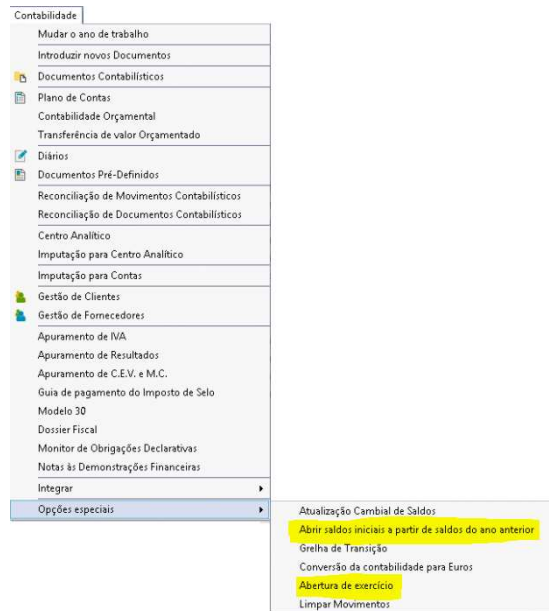 Contabilidade
Mudar o ano de trabalho
Introduzir novos Documentos
Documentos Contabilísticos
Plano de Contas
Contabilidade Orçamental
Transferência de valor Orçamentado
Diários
Documentos Pré-Definidos
Reconciliação de Movimentos Contabilísticos
Reconciliação de Documentos Contabilísticos
Centro Analítico
Imputação para Centro Analítico
Imputação para Contas
Gestão de Clientes
Gestão de Fornecedores
Apuramento de IVA
Apuramento de Resultados
Apuramento de C.E.V. e M.C.
Guia de pagamento do Imposto de Selo
Modelo 30
Dossier Fiscal
Monitor de Obrigações Declarativas
Notas às Demonstrações Financeiras
Integrar
Opções especiais
Atualização Cambial de Saldos
Abrir saldos iniciais a partir de saldos do ano anterior
Grelha de Transição
Conversão da contabilidade para Euros
Abertura de exercício
Limpar Movimentos